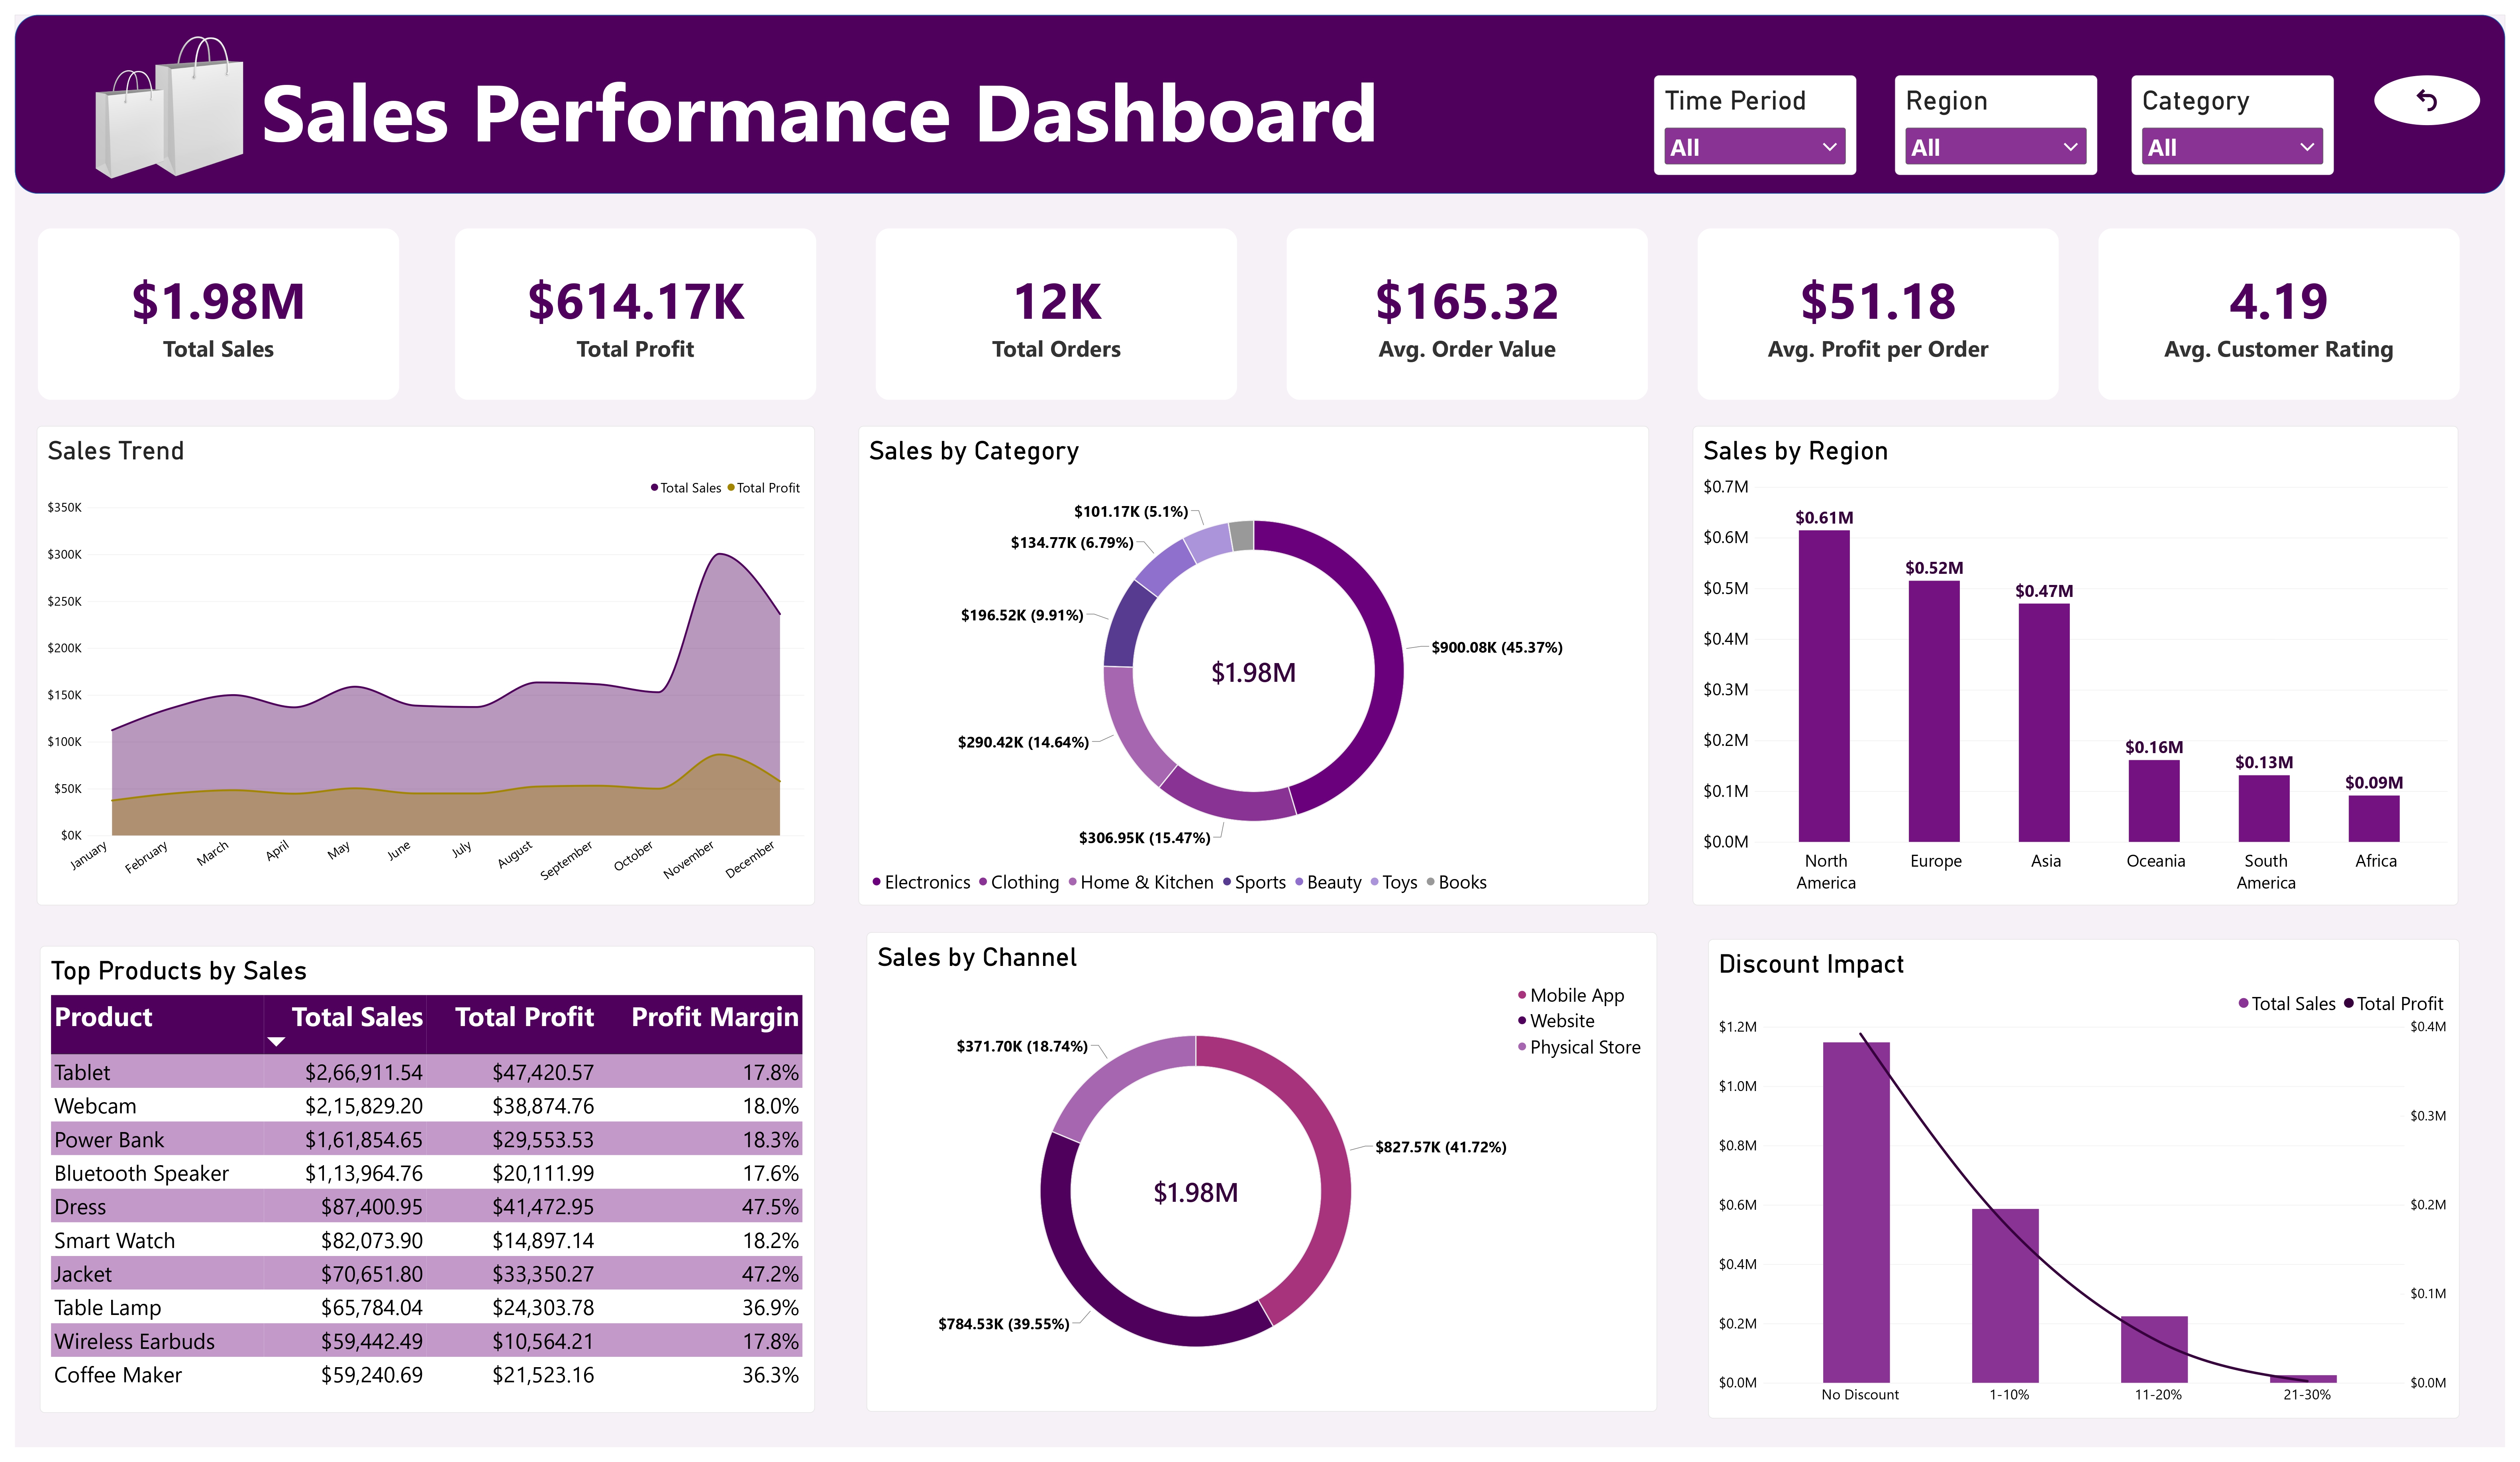 Sales Performance Dashboard
Time Period
All
Region
All
Category
All
$1.98M
Total Sales
$614.17K
Total Profit
12K
Total Orders
$165.32
Avg. Order Value
$51.18
Avg. Profit per Order
4.19
Avg. Customer Rating
Sales Trend
Total Sales Total Profit
$350K
$300K
$250K
$200K
$150K
$100K
$50K
$0K
January February March April May June July August September October November December
Sales by Category
$101.17K (5.1%)
$134.77K (6.79%)
$196.52K (9.91%)
$900.08K (45.37%)
$1.98M
$290.42K (14.64%)
$306.95K (15.47%)
Electronics Clothing Home & Kitchen Sports Beauty Toys Books
Sales by Region
$0.7M
$0.6M
$0.5M
$0.4M
$0.3M
$0.2M
$0.1M
$0.0M
$0.61M
$0.52M
$0.47M
$0.16M
$0.13M
$0.09M
North America
Europe
Asia
Oceania
South America
Africa
Top Products by Sales
Product Total Sales Total Profit Profit Margin
Tablet $2,66,911.54 $47,420.57 17.8%
Webcam $2,15,829.20 $38,874.76 18.0%
Power Bank $1,61,854.65 $29,553.53 18.3%
Bluetooth Speaker $1,13,964.76 $20,111.99 17.6%
Dress $87,400.95 $41,472.95 47.5%
Smart Watch $82,073.90 $14,897.14 18.2%
Jacket $70,651.80 $33,350.27 47.2%
Table Lamp $65,784.04 $24,303.78 36.9%
Wireless Earbuds $59,442.49 $10,564.21 17.8%
Coffee Maker $59,240.69 $21,523.16 36.3%
Sales by Channel
Mobile App
Website
Physical Store
$371.70K (18.74%)
$827.57K (41.72%)
$1.98M
$784.53K (39.55%)
Discount Impact
Total Sales Total Profit
$1.2M
$1.0M
$0.8M
$0.6M
$0.4M
$0.2M
$0.0M
$0.4M
$0.3M
$0.2M
$0.1M
$0.0M
No Discount 1-10% 11-20% 21-30%